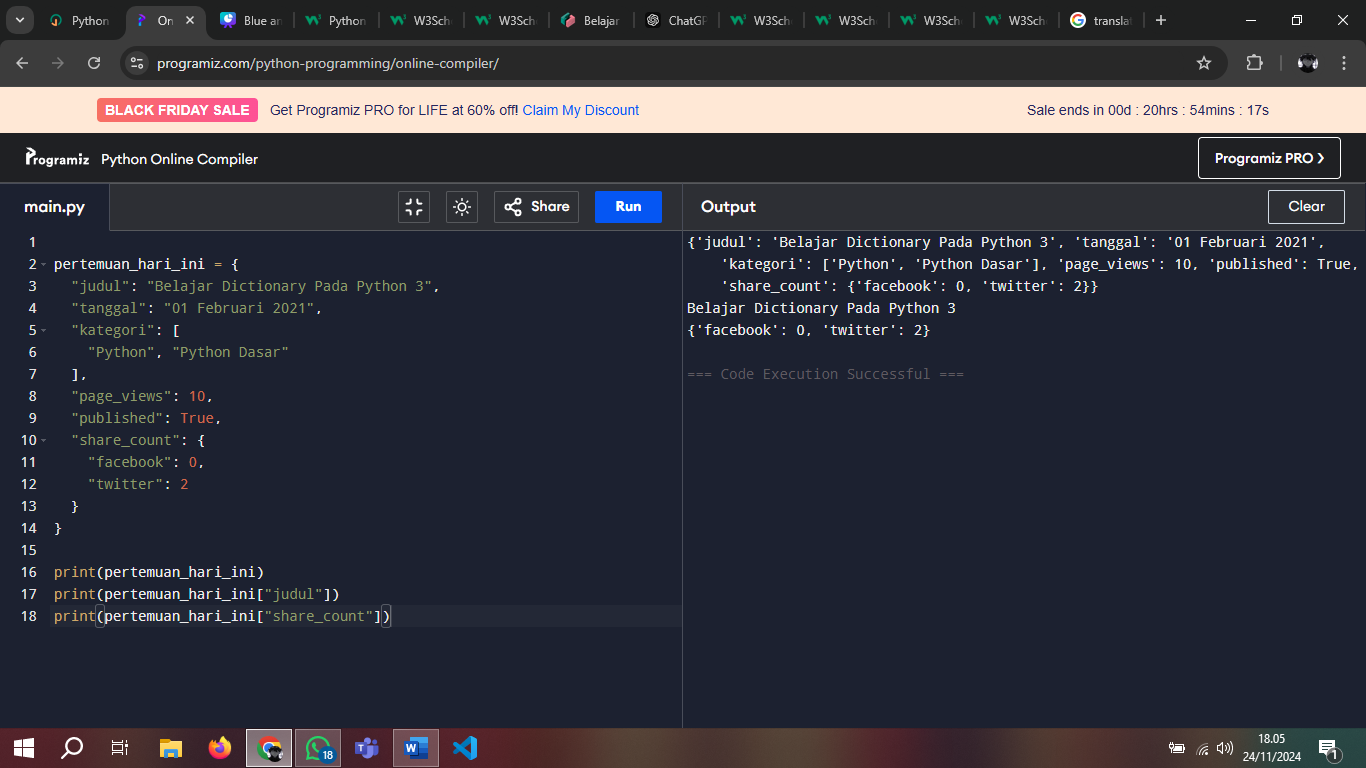 Python
On
Blue an
Python
W3Sch
W3Sch
Belajar
ChatGP
W3Sch
W3Sch
W3Sch
W3Sch
translat
programiz.com/python-programming/online-compiler/
BLACK FRIDAY SALE Get Programiz PRO for LIFE at 60% off! Claim My Discount
Sale ends in 00d : 20hrs : 54mins : 17s
Programiz Python Online Compiler
Programiz PRO ❯
main.py
Share
Run
Output
Clear
1
2 pertemuan_hari_ini = {
3 "judul": "Belajar Dictionary Pada Python 3",
4 "tanggal": "01 Februari 2021",
5 "kategori": [
6 "Python", "Python Dasar"
7 ],
8 "page_views": 10,
9 "published": True,
10 "share_count": {
11 "facebook": 0,
12 "twitter": 2
13 }
14 }
15
16 print(pertemuan_hari_ini)
17 print(pertemuan_hari_ini["judul"])
18 print(pertemuan_hari_ini["share_count"])
{'judul': 'Belajar Dictionary Pada Python 3', 'tanggal': '01 Februari 2021',
'kategori': ['Python', 'Python Dasar'], 'page_views': 10, 'published': True,
'share_count': {'facebook': 0, 'twitter': 2}}
Belajar Dictionary Pada Python 3
{'facebook': 0, 'twitter': 2}
=== Code Execution Successful ===
18
18.05
24/11/2024
1